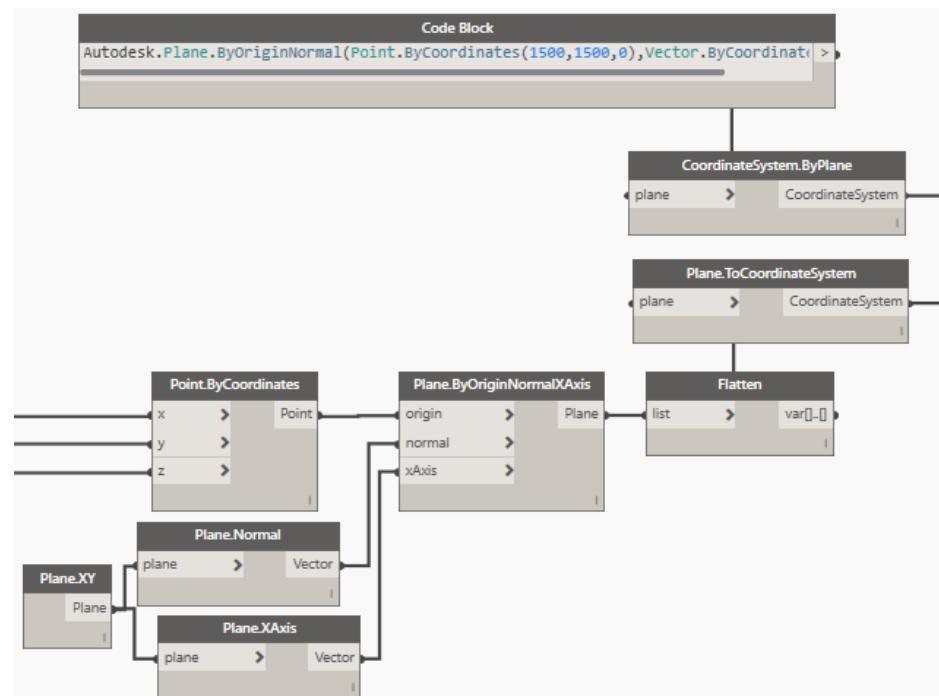 Code Block
Autodesk.Plane.ByOriginNormal(Point.ByCoordinates(1500,1500,0),Vector.ByCoordinate
>
CoordinateSystem.ByPlane
plane > CoordinateSystem
Plane.ToCoordinateSystem
plane > CoordinateSystem
Point.ByCoordinates
x > Point
y >
z >
Plane.ByOriginNormalXAxis
origin > Plane
normal >
xAxis >
Flatten
list > var[]..[]
Plane.Normal
plane > Vector
Plane.XY
Plane
Plane.XAxis
plane > Vector